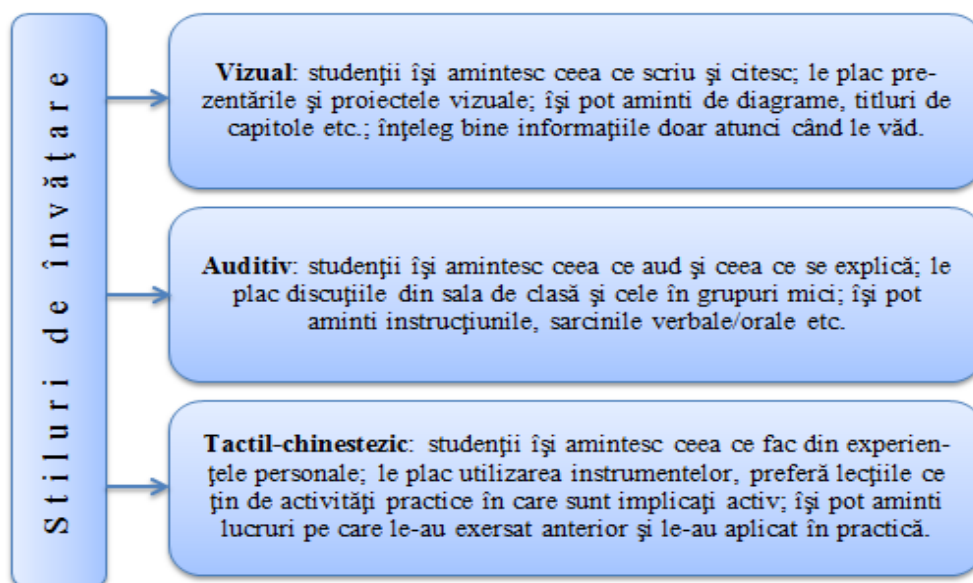 Stiluri de învăţare
Vizual: studenţii îşi amintesc ceea ce scriu şi citesc; le plac pre-
zentările şi proiectele vizuale; îşi pot aminti de diagrame, titluri de
capitole etc.; înţeleg bine informaţiile doar atunci când le văd.
Auditiv: studenţii îşi amintesc ceea ce aud şi ceea ce se explică; le
plac discuţiile din sala de clasă şi cele în grupuri mici; îşi pot
aminti instrucţiunile, sarcinile verbale/orale etc.
Tactil-chinestezic: studenţii îşi amintesc ceea ce fac din experien-
ţele personale; le plac utilizarea instrumentelor, preferă lecţiile ce
ţin de activităţi practice în care sunt implicaţi activ; îşi pot aminti
lucruri pe care le-au exersat anterior şi le-au aplicat în practică.